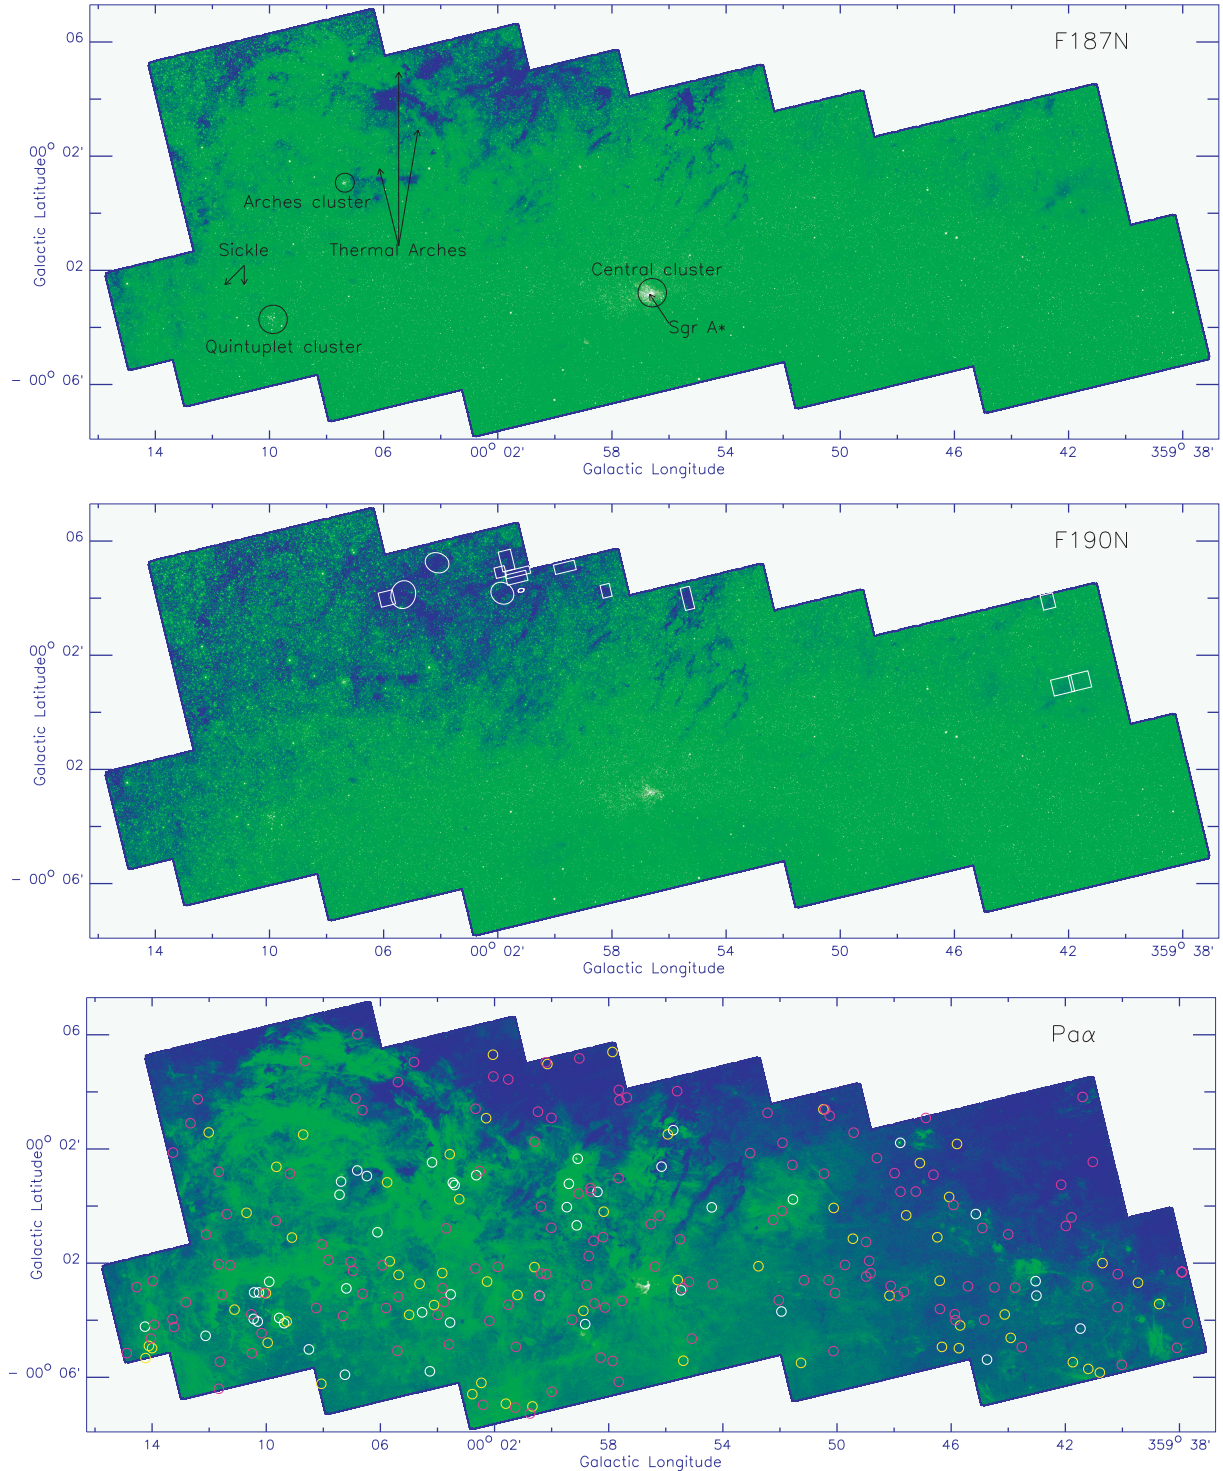 F187N
06
00° 02'
02
- 00° 06'
Galactic Latitude
Arches cluster
Sickle
Thermal Arches
Central cluster
Sgr A*
Quintuplet cluster
14 10 06 00° 02' 58 54 50 46 42 359° 38'
Galactic Longitude
F190N
06
00° 02'
02
- 00° 06'
Galactic Latitude
14 10 06 00° 02' 58 54 50 46 42 359° 38'
Galactic Longitude
Paα
06
00° 02'
02
- 00° 06'
Galactic Latitude
14 10 06 00° 02' 58 54 50 46 42 359° 38'
Galactic Longitude